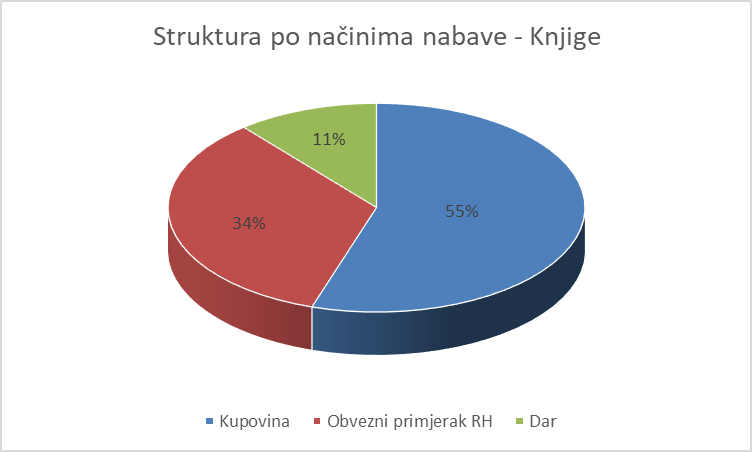 Struktura po načinima nabave - Knjige
11%
55%
34%
Kupovina
Obvezni primjerak RH
Dar